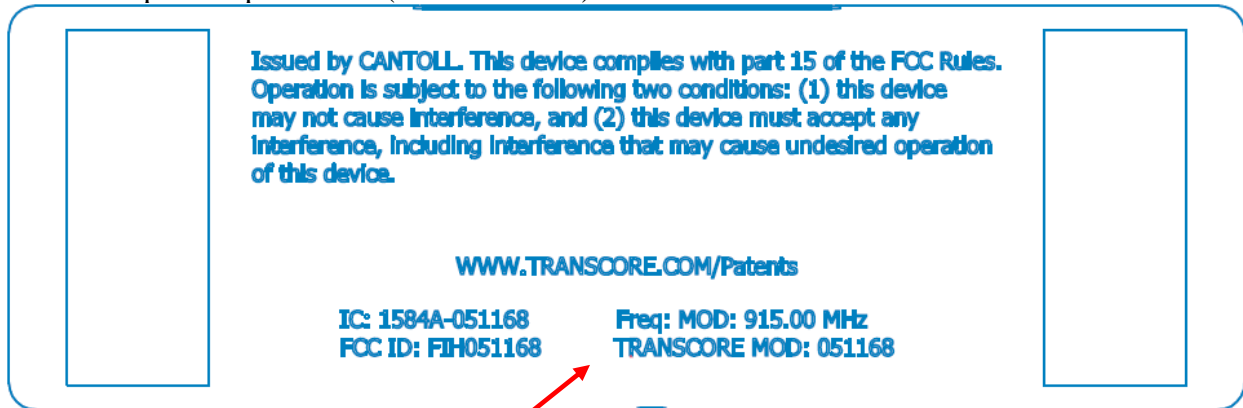 Issued by CANTOLL. This device complies with part 15 of the FCC Rules.
Operation is subject to the following two conditions: (1) this device
may not cause interference, and (2) this device must accept any
interference, including interference that may cause undesired operation
of this device.
WWW.TRANSCORE.COM/Patents
IC: 1584A-051168 Freq: MOD: 915.00 MHz
FCC ID: FIH051168 TRANSCORE MOD: 051168